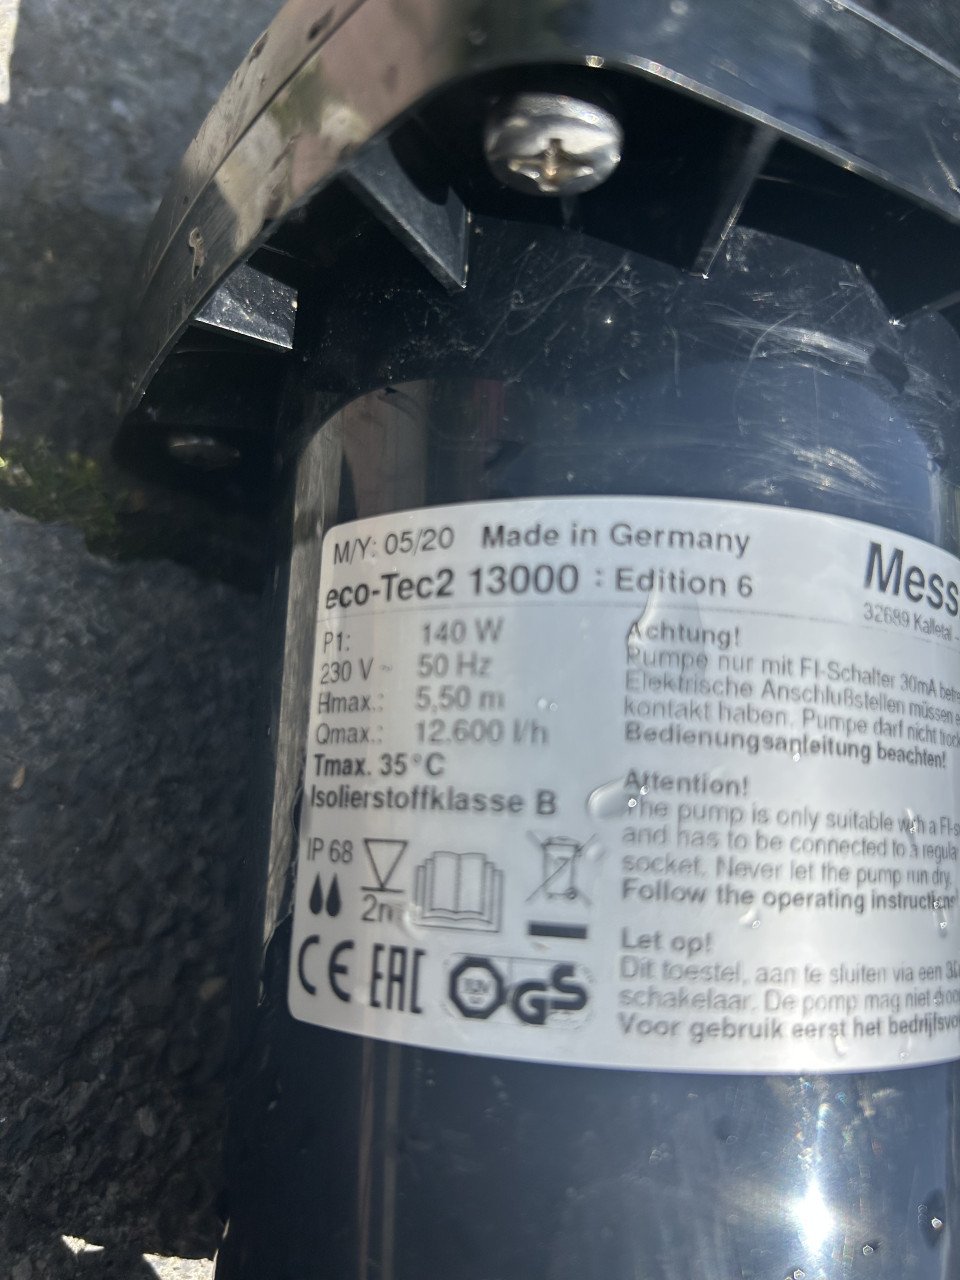 M/Y: 05/20 Made in Germany
eco-Tec2 13000 : Edition 6
P1: 140 W
230 V ~ 50 Hz
Hmax.: 5,50 m
Qmax.: 12.600 l/h
Tmax. 35°C
Isolierstoffklasse B
IP 68
CE EAC GS
Mess
32689 Kalletal -
Achtung!
Pumpe nur mit FI-Schalter 30mA
Elektrische Anschlußstellen müssen
kontakt haben. Pumpe darf nicht
Bedienungsanleitung beachten!
Attention!
The pump is only suitable with a
and has to be connected to a
socket. Never let the pump run dry.
Follow the operating instructions
Let op!
Dit toestel, aan te sluiten via een
schakelaar. De pomp mag niet
Voor gebruik eerst het